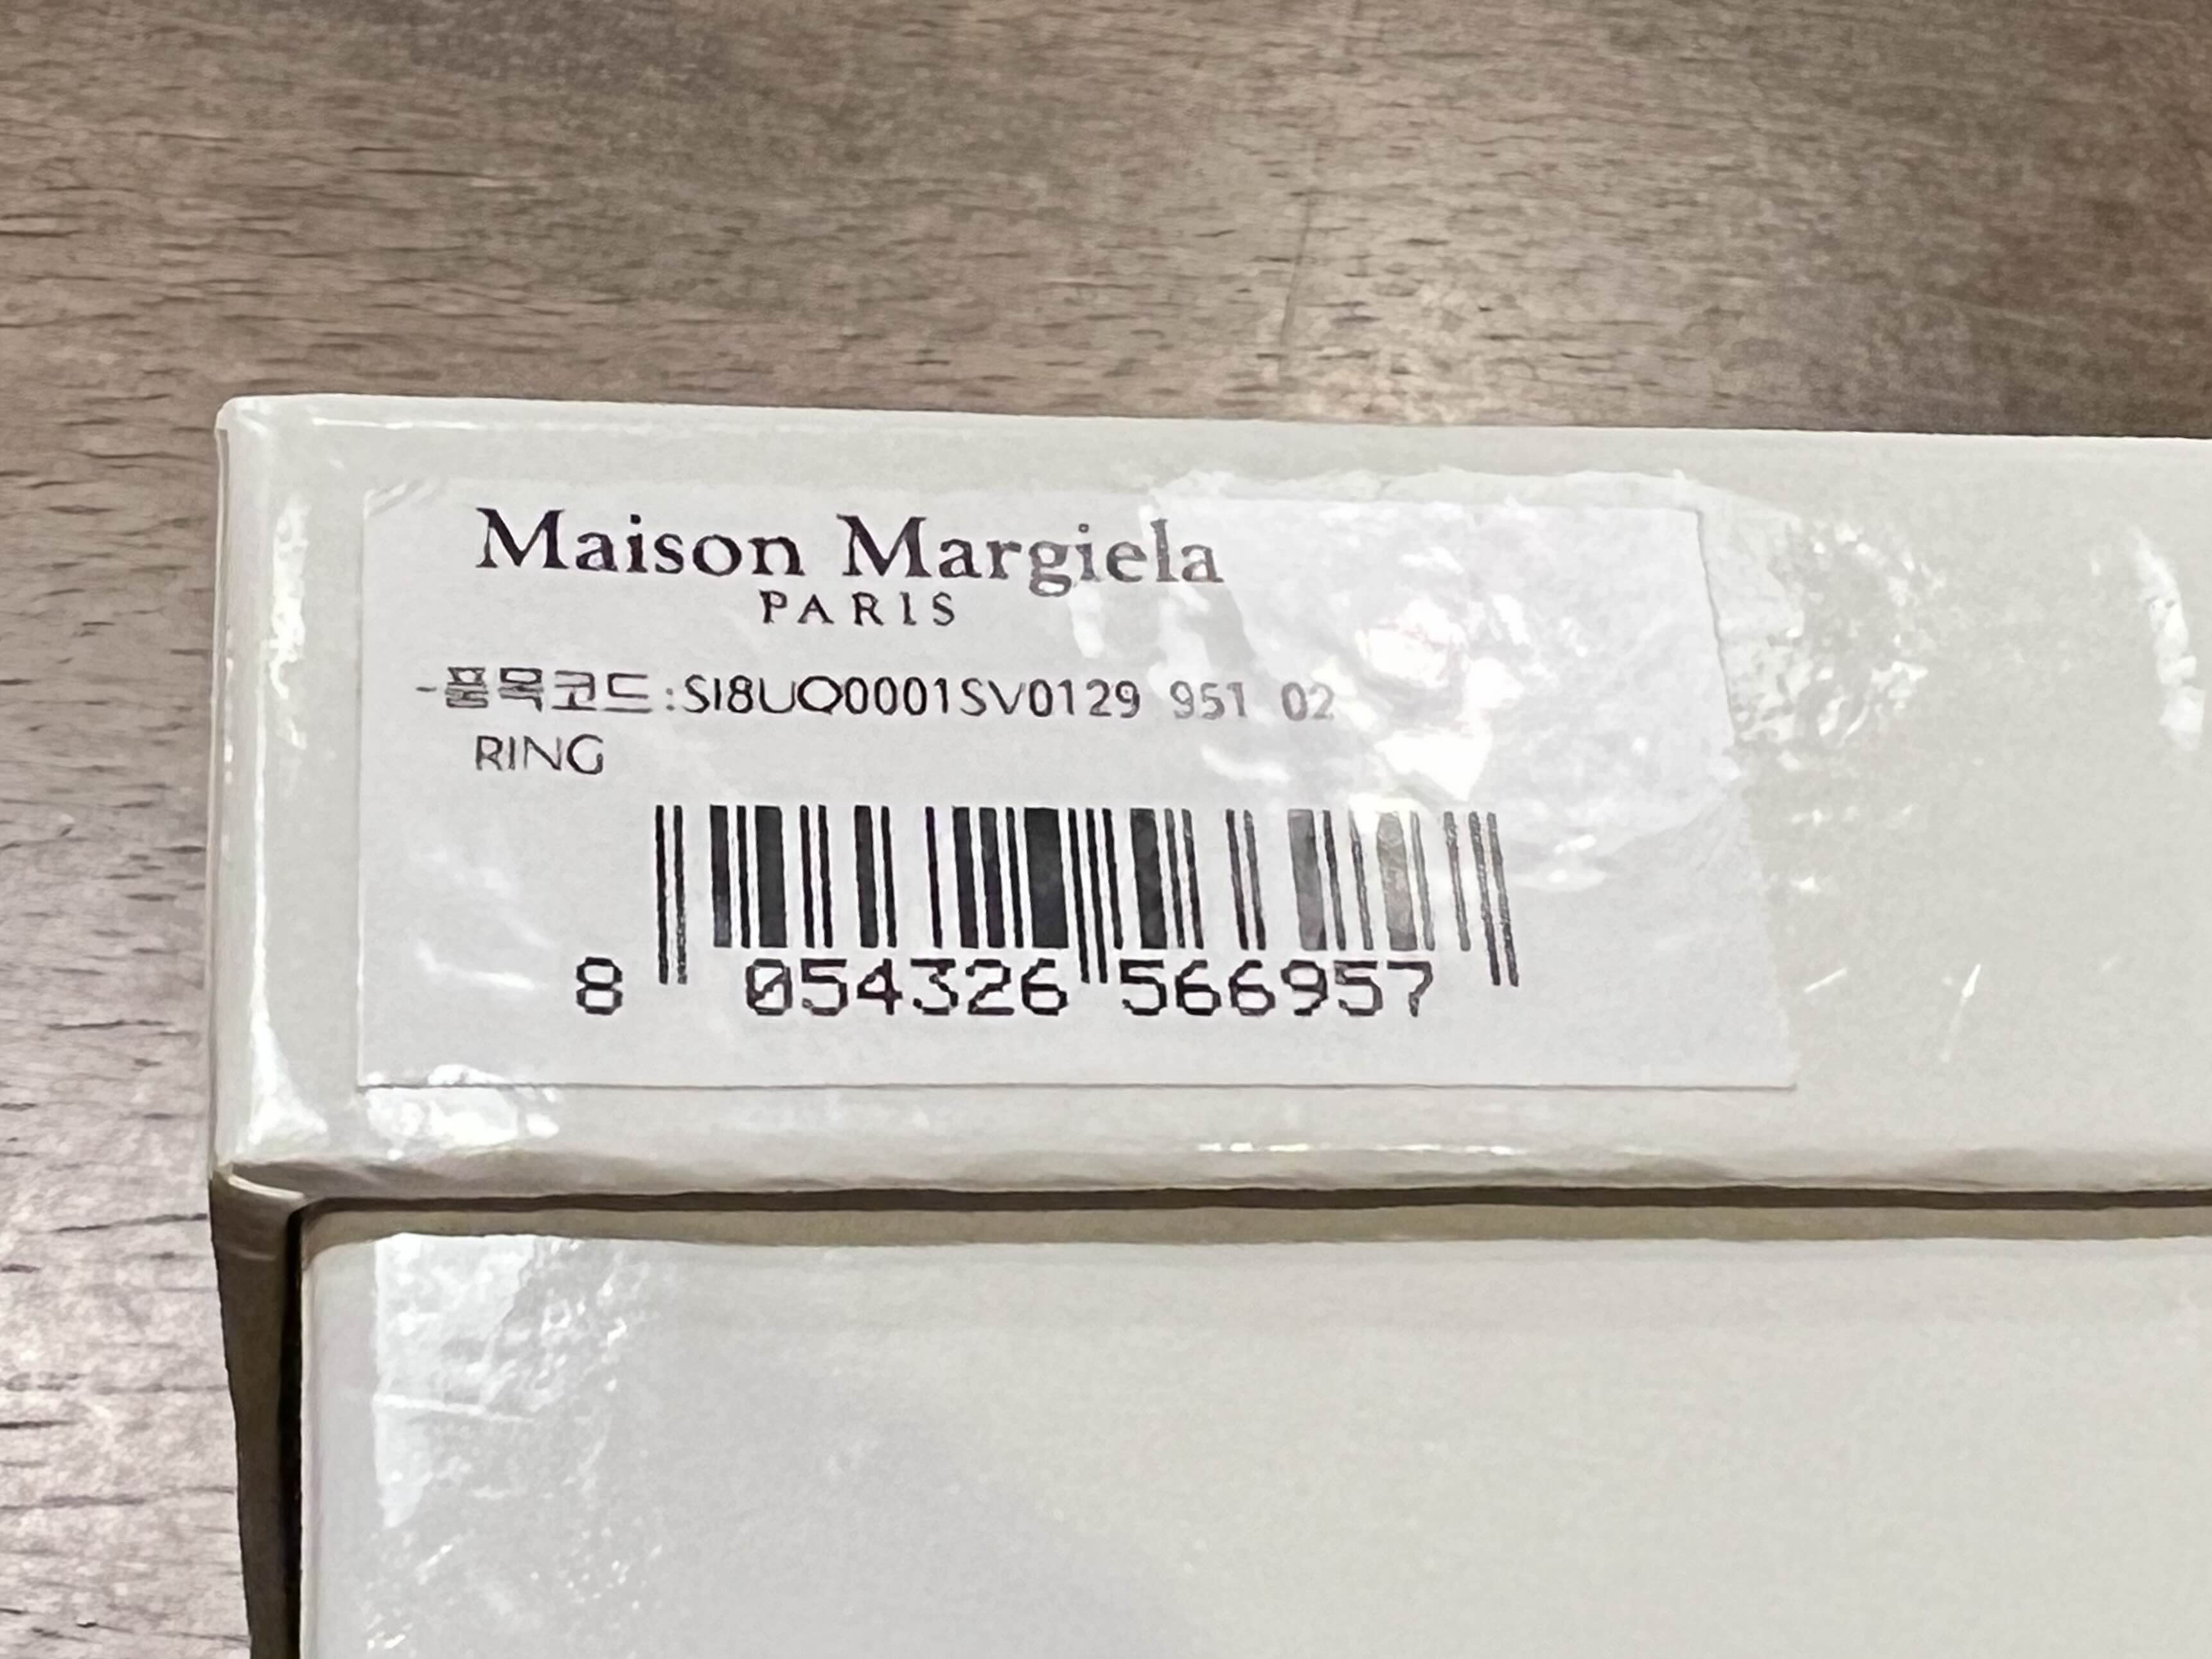 Maison Margiela
PARIS
-품목코드:SI8UQ0001SV0129 951 02
RING
8 054326 566957